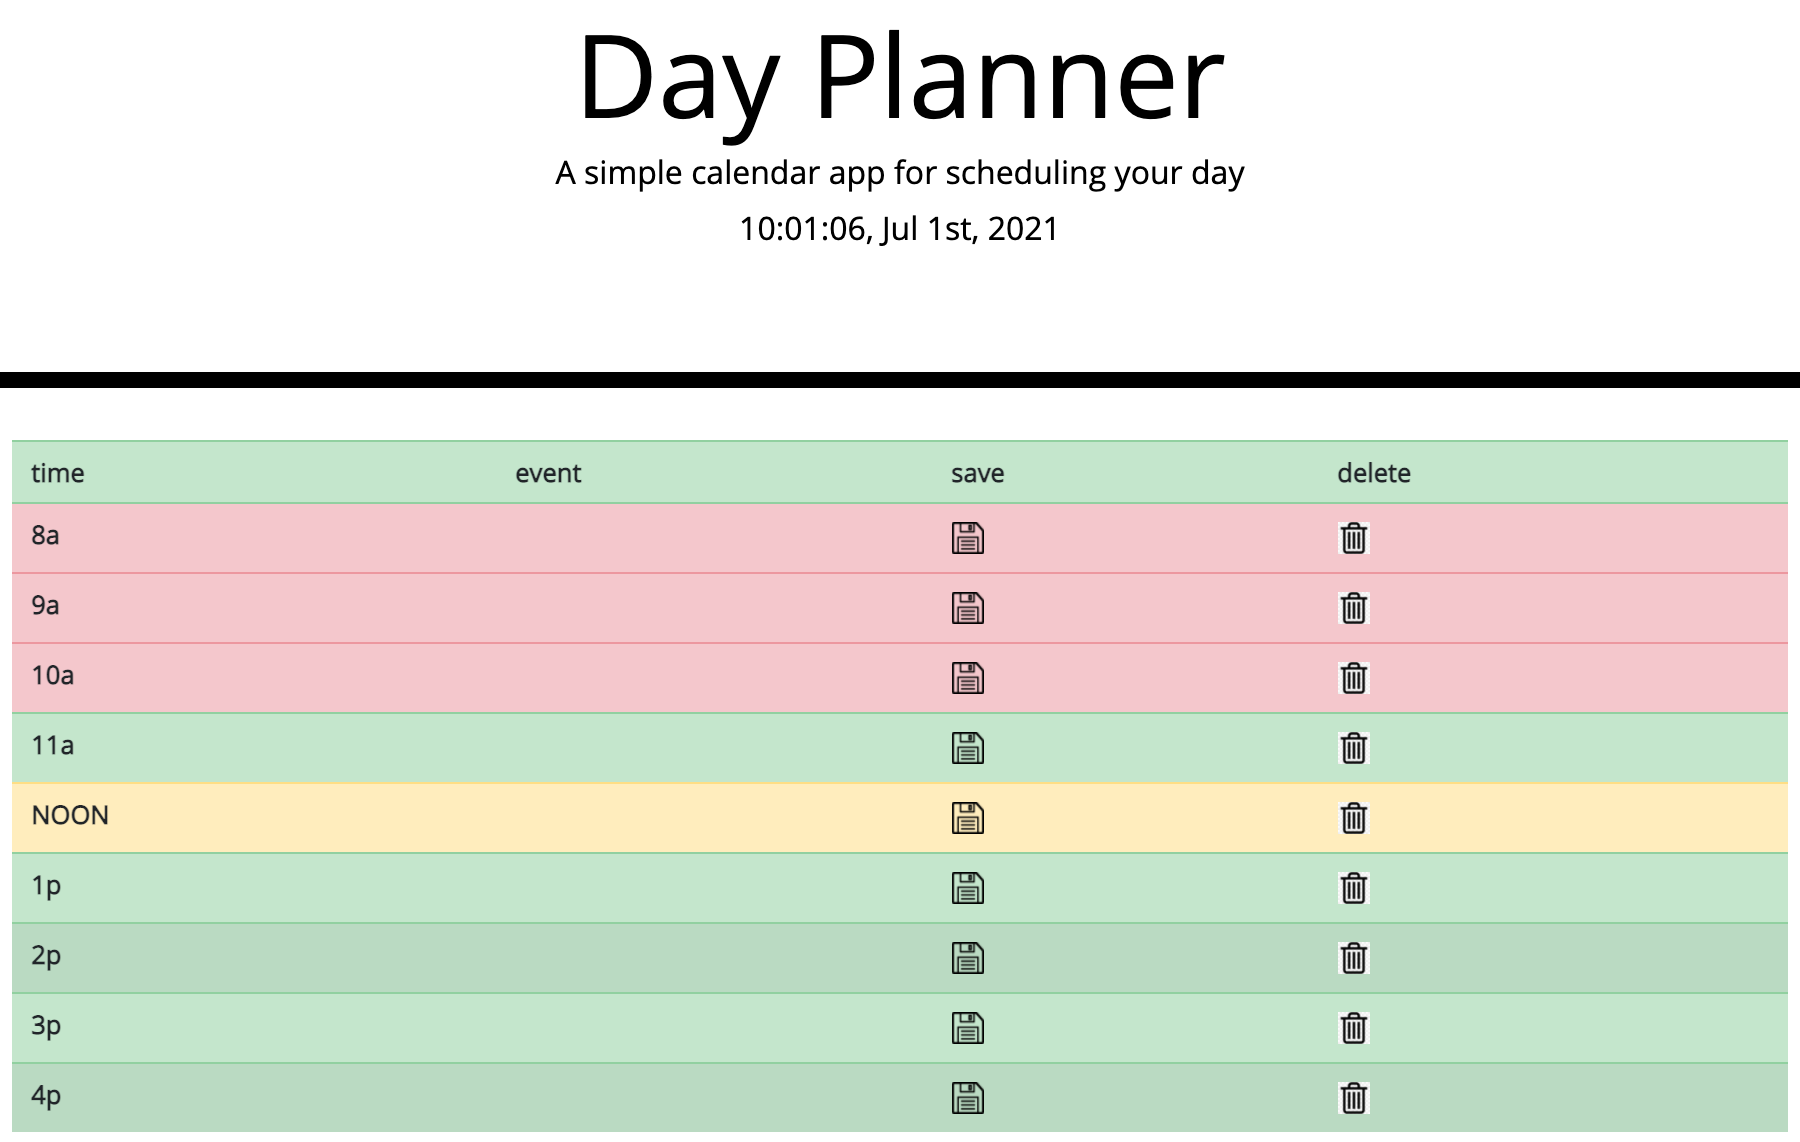 Day Planner
A simple calendar app for scheduling your day
10:01:06, Jul 1st, 2021
time event save delete
8a
9a
10a
11a
NOON
1p
2p
3p
4p